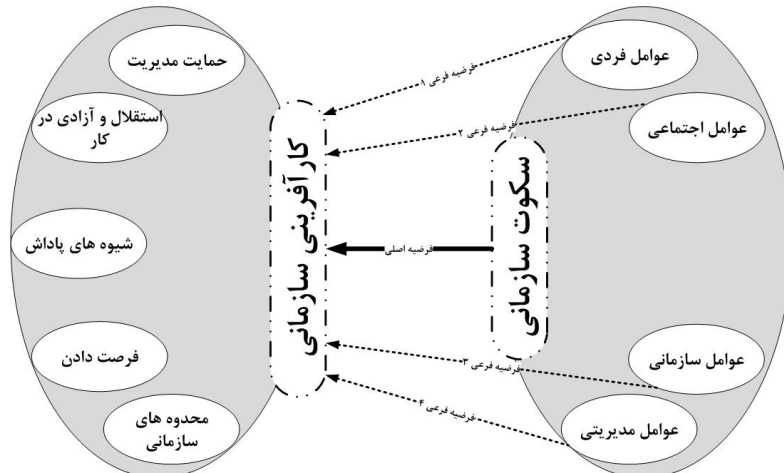 عوامل فردی
عوامل اجتماعی
سکوت سازمانی
عوامل سازمانی
عوامل مدیریتی
فرضیه فرعی ۱
فرضیه فرعی ۲
فرضیه اصلی
فرضیه فرعی ۳
فرضیه فرعی ۴
کارآفرینی سازمانی
حمایت مدیریت
استقلال و آزادی در
کار
شیوه های پاداش
فرصت دادن
محدوده های
سازمانی